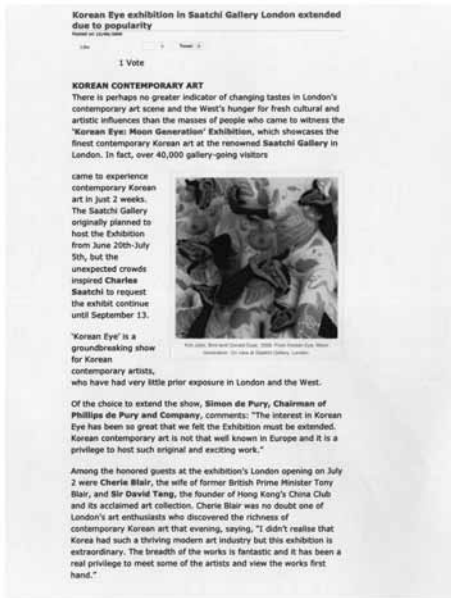 Korean Eye exhibition in Saatchi Gallery London extended
due to popularity
Posted on
Like
Tweet
1 Vote
KOREAN CONTEMPORARY ART
There is perhaps no greater indicator of changing tastes in London's
contemporary art scene and the West's hunger for fresh cultural and
artistic influences than the masses of people who came to witness the
'Korean Eye: Moon Generation' Exhibition, which showcases the
finest contemporary Korean art at the renowned Saatchi Gallery in
London. In fact, over 40,000 gallery-going visitors
came to experience
contemporary Korean
art in just 2 weeks.
The Saatchi Gallery
originally planned to
host the Exhibition
from June 20th-July
5th, but the
unexpected crowds
inspired Charles
Saatchi to request
the exhibit continue
until September 13.
'Korean Eye' is a
groundbreaking show
for Korean
contemporary artists,
who have had very little prior exposure in London and the West.
Of the choice to extend the show, Simon de Pury, Chairman of
Phillips de Pury and Company, comments: "The interest in Korean
Eye has been so great that we felt the Exhibition must be extended.
Korean contemporary art is not that well known in Europe and it is a
privilege to host such original and exciting work."
Among the honored guests at the exhibition's London opening on July
2 were Cherie Blair, the wife of former British Prime Minister Tony
Blair, and Sir David Tang, the founder of Hong Kong's China Club
and its acclaimed art collection. Cherie Blair was no doubt one of
London's art enthusiasts who discovered the richness of
contemporary Korean art that evening, saying, "I didn't realise that
Korea had such a thriving modern art industry but this exhibition is
extraordinary. The breadth of the works is fantastic and it has been a
real privilege to meet some of the artists and view the works first
hand."